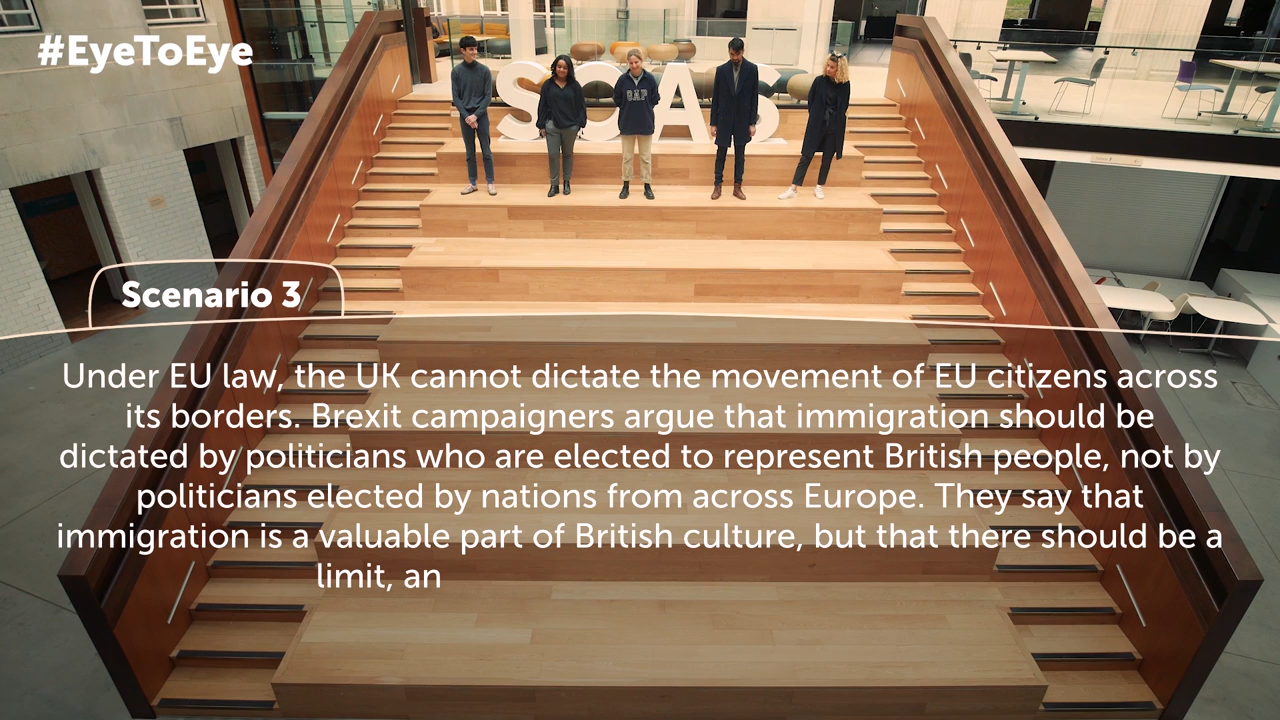 #EyeToEye
SOAS
GAP
Scenario 3
Under EU law, the UK cannot dictate the movement of EU citizens across
its borders. Brexit campaigners argue that immigration should be
dictated by politicians who are elected to represent British people, not by
politicians elected by nations from across Europe. They say that
immigration is a valuable part of British culture, but that there should be a
limit, an